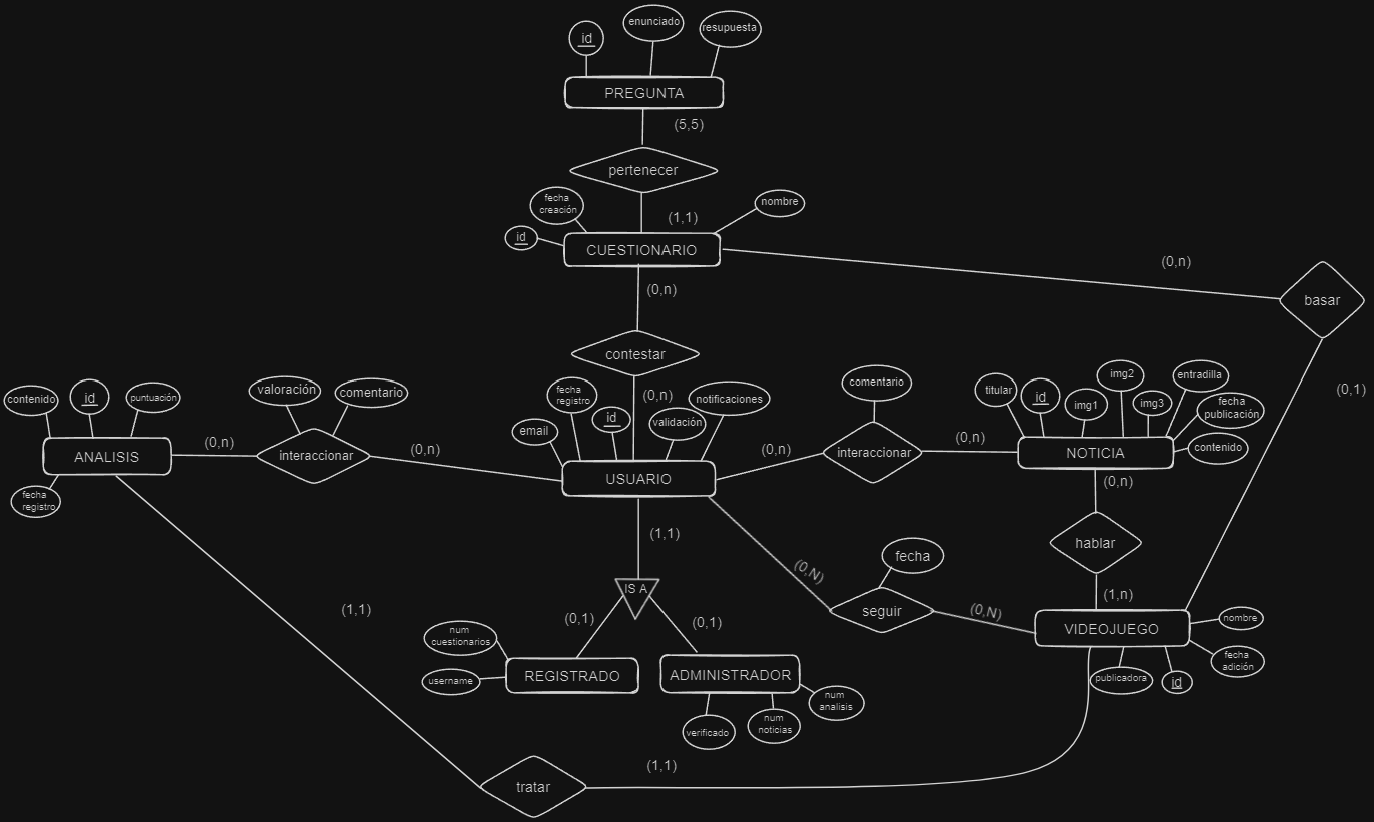 id
enunciado
resupuesta
PREGUNTA
(5,5)
pertenecer
fecha
creación
nombre
id
(1,1)
CUESTIONARIO
(0,n)
(0,n)
basar
(0,1)
contestar
(0,n)
contenido
id
puntuación
valoración
comentario
fecha
registro
id
notificaciones
email
validación
comentario
titular
id
img1
img2
img3
entradilla
fecha
publicación
contenido
ANALISIS
(0,n)
interaccionar
(0,n)
USUARIO
(0,n)
interaccionar
(0,n)
NOTICIA
(0,n)
fecha
registro
(1,1)
hablar
(0,N)
fecha
IS A
(1,n)
(1,1)
(0,1)
(0,1)
seguir
(0,N)
VIDEOJUEGO
nombre
fecha
adición
publicadora
id
num
cuestionarios
username
REGISTRADO
ADMINISTRADOR
verificado
num
noticias
num
analisis
(1,1)
tratar